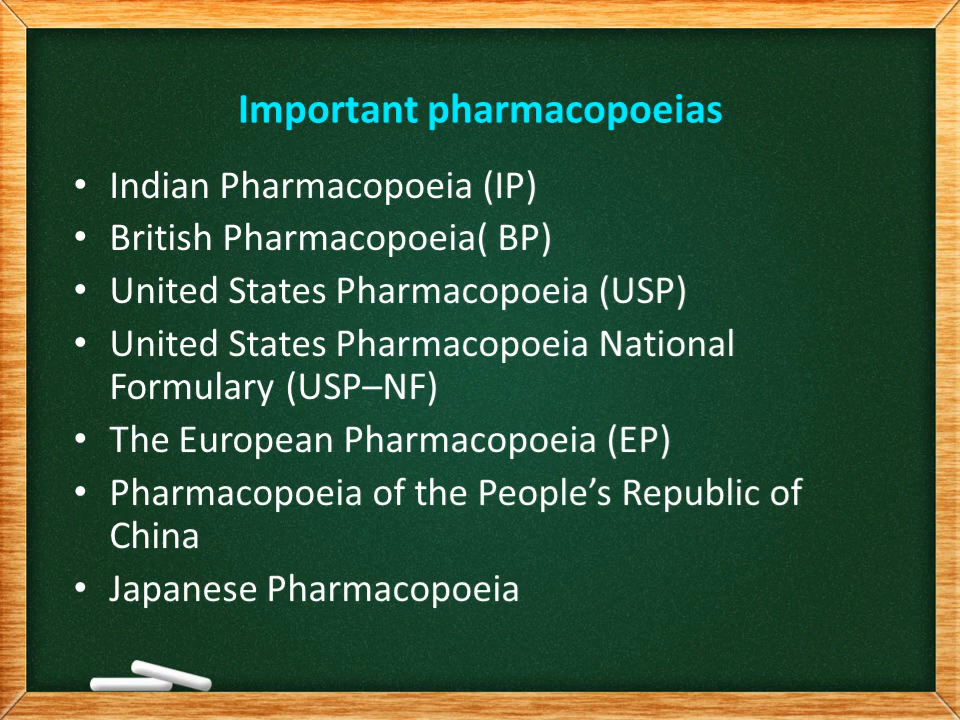 Important pharmacopoeias
• Indian Pharmacopoeia (IP)
• British Pharmacopoeia( BP)
• United States Pharmacopoeia (USP)
• United States Pharmacopoeia National
Formulary (USP–NF)
• The European Pharmacopoeia (EP)
• Pharmacopoeia of the People’s Republic of
China
• Japanese Pharmacopoeia